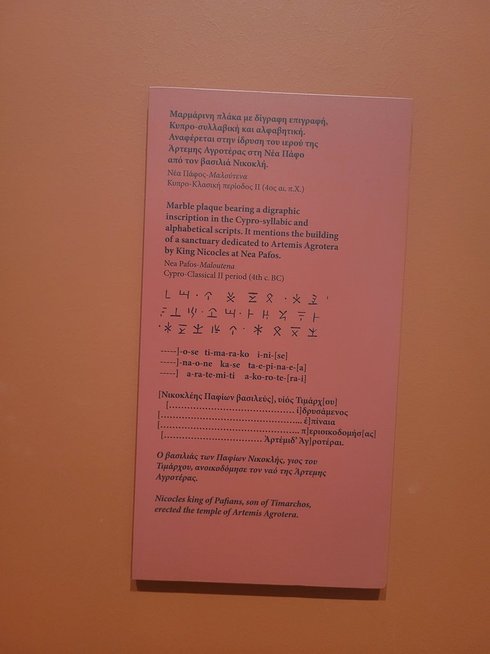 Μαρμάρινη πλάκα με δίγραφη επιγραφή,
Κυπρο-συλλαβική και αλφαβητική.
Αναφέρεται στην ίδρυση του ιερού της
Άρτεμης Αγροτέρας στη Νέα Πάφο
από τον βασιλιά Νικοκλή.
Νέα Πάφος-Μαλούτενα
Κυπρο-Κλασική περίοδος ΙΙ (4ος αι. π.Χ.)
Marble plaque bearing a digraphic
inscription in the Cypro-syllabic and
alphabetical scripts. It mentions the building
of a sanctuary dedicated to Artemis Agrotera
by King Nicocles at Nea Pafos.
Nea Pafos-Maloutena
Cypro-Classical II period (4th c. BC)
-----]-o-se ti-ma-ra-ko i-ni-[se]
-----]-na-o-ne ka-se ta-e-pi-na-e-[a]
-----] a-ra-te-mi-ti a-ko-ro-te-[ra-i]
[Νικοκλέης Παφίων βασιλεύς], υἱός Τιμάρχ[ου]
[............................................. ἱ]δρυσάμενος
[................................................... ἐ]πίναια
[.................................................. π]εριοικοδομήσ[ας]
[.................................... Ἀρτέμιδ' Ἀγ]ροτέραι.
Ο βασιλιάς των Παφίων Νικοκλής, γιος του
Τιμάρχου, ανοικοδόμησε τον ναό της Άρτεμης
Αγροτέρας.
Nicocles king of Pafians, son of Timarchos,
erected the temple of Artemis Agrotera.